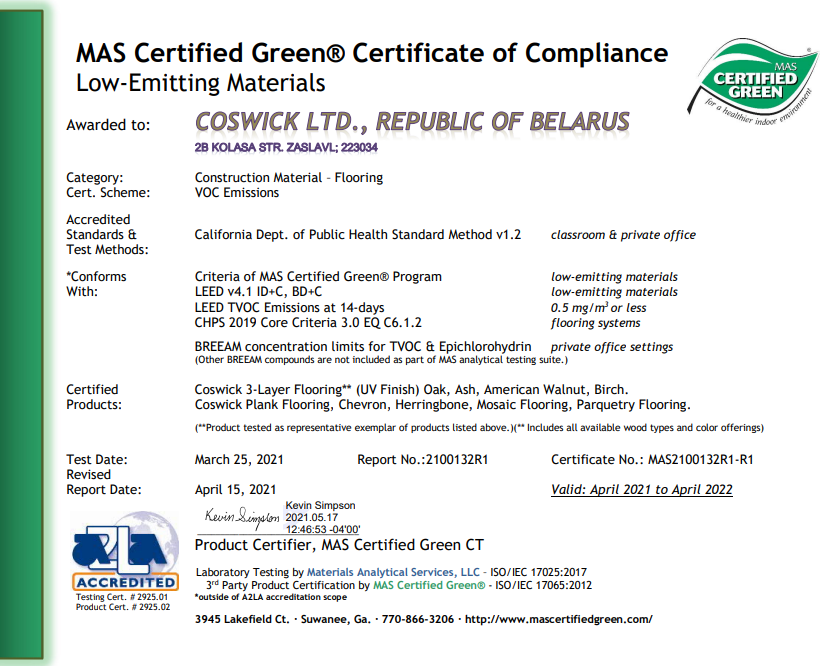 MAS Certified Green® Certificate of Compliance
Low-Emitting Materials
MAS
CERTIFIED
GREEN
®
for a healthier indoor environment
Awarded to: COSWICK LTD., REPUBLIC OF BELARUS
2B KOLASA STR. ZASLAVL; 223034
Category: Construction Material – Flooring
Cert. Scheme: VOC Emissions
Accredited
Standards & California Dept. of Public Health Standard Method v1.2 classroom & private office
Test Methods:
*Conforms Criteria of MAS Certified Green® Program low-emitting materials
With: LEED v4.1 ID+C, BD+C low-emitting materials
LEED TVOC Emissions at 14-days 0.5 mg/m³ or less
CHPS 2019 Core Criteria 3.0 EQ C6.1.2 flooring systems
BREEAM concentration limits for TVOC & Epichlorohydrin private office settings
(Other BREEAM compounds are not included as part of MAS analytical testing suite.)
Certified Coswick 3-Layer Flooring** (UV Finish) Oak, Ash, American Walnut, Birch.
Products: Coswick Plank Flooring, Chevron, Herringbone, Mosaic Flooring, Parquetry Flooring.
(**Product tested as representative exemplar of products listed above.)(** Includes all available wood types and color offerings)
Test Date: March 25, 2021 Report No.:2100132R1 Certificate No.: MAS2100132R1-R1
Revised
Report Date: April 15, 2021 Valid: April 2021 to April 2022
Kevin Simpson
Kevin Simpson
2021.05.17
12:46:53 -04'00'
Product Certifier, MAS Certified Green CT
A2LA
ACCREDITED
Testing Cert. # 2925.01
Product Cert. # 2925.02
Laboratory Testing by Materials Analytical Services, LLC – ISO/IEC 17025:2017
3rd Party Product Certification by MAS Certified Green® - ISO/IEC 17065:2012
*outside of A2LA accreditation scope
3945 Lakefield Ct. · Suwanee, Ga. · 770-866-3206 · http://www.mascertifiedgreen.com/